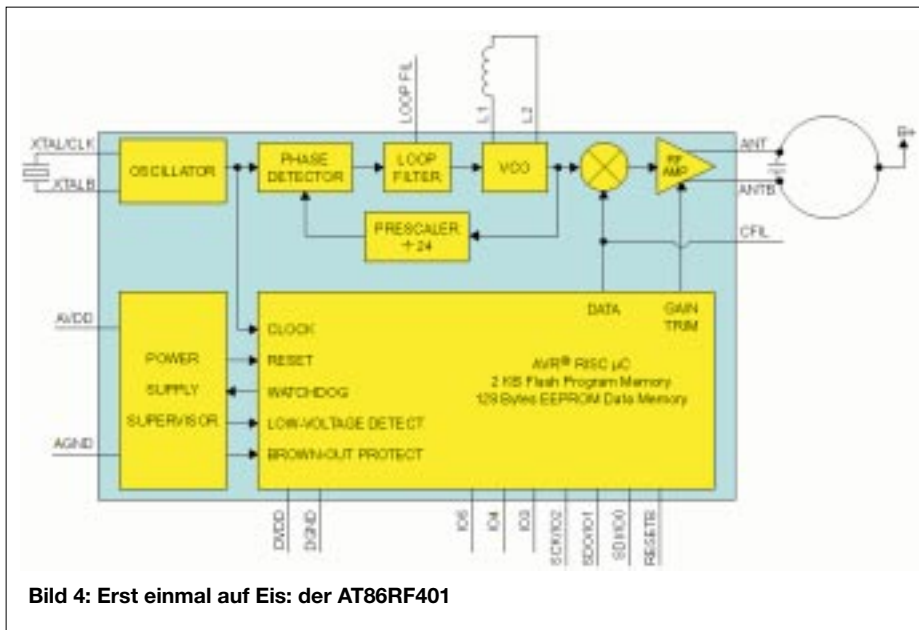 LOOP FIL
L1
L2
XTAL/CLK
XTALB
OSCILLATOR
PHASE
DETECTOR
LOOP
FILTER
VCO
RF
AMP
ANT
ANTB
B+
CFIL
PRESCALER
÷ 24
DATA
GAIN
TRIM
AVDD
AGND
POWER
SUPPLY
SUPERVISOR
CLOCK
RESET
WATCHDOG
LOW-VOLTAGE DETECT
BROWN-OUT PROTECT
AVR® RISC µC
2 KB Flash Program Memory
128 Bytes EEPROM Data Memory
DVDD
DGND
IO5
IO4
IO3
SCK/IO2
SDO/IO1
SDI/IO0
RESETB
Bild 4: Erst einmal auf Eis: der AT86RF401